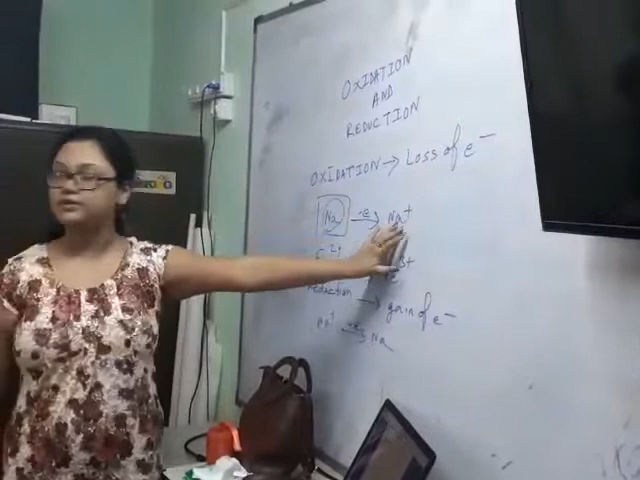 OXIDATION
AND
REDUCTION
OXIDATION → Loss of e⁻
Na -e → Na⁺
reduction → gain of e⁻
Na⁺ → Na